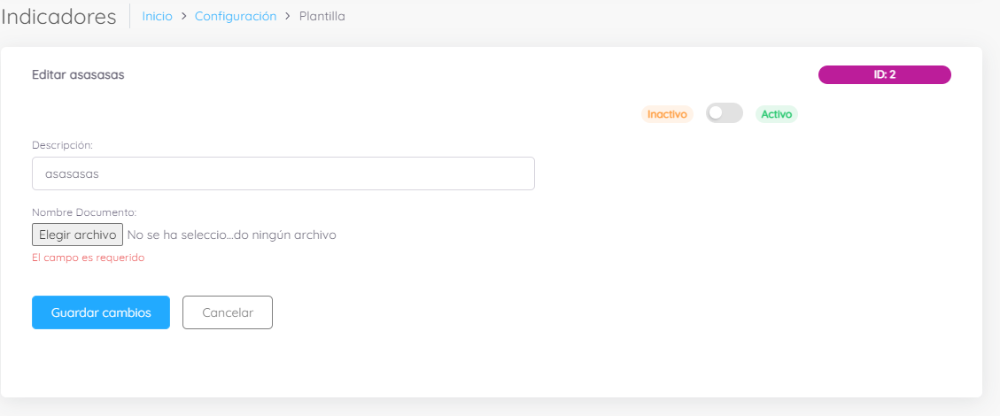 Indicadores Inicio > Configuración > Plantilla
Editar asasasas ID: 2
Inactivo Activo
Descripción:
asasasas
Nombre Documento:
Elegir archivo No se ha seleccio...do ningún archivo
El campo es requerido
Guardar cambios Cancelar